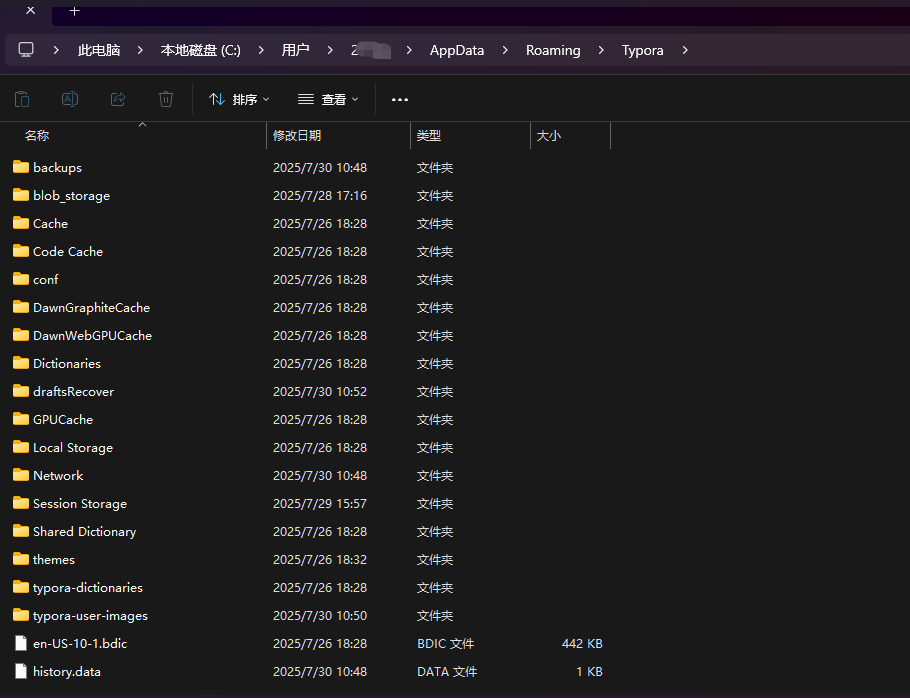 此电脑 > 本地磁盘 (C:) > 用户 > > AppData > Roaming > Typora >
排序 查看 ...
名称 修改日期 类型 大小
backups 2025/7/30 10:48 文件夹
blob_storage 2025/7/28 17:16 文件夹
Cache 2025/7/26 18:28 文件夹
Code Cache 2025/7/26 18:28 文件夹
conf 2025/7/26 18:28 文件夹
DawnGraphiteCache 2025/7/26 18:28 文件夹
DawnWebGPUCache 2025/7/26 18:28 文件夹
Dictionaries 2025/7/26 18:28 文件夹
draftsRecover 2025/7/30 10:52 文件夹
GPUCache 2025/7/26 18:28 文件夹
Local Storage 2025/7/26 18:28 文件夹
Network 2025/7/30 10:48 文件夹
Session Storage 2025/7/29 15:57 文件夹
Shared Dictionary 2025/7/26 18:28 文件夹
themes 2025/7/26 18:32 文件夹
typora-dictionaries 2025/7/26 18:28 文件夹
typora-user-images 2025/7/30 10:50 文件夹
en-US-10-1.bdic 2025/7/26 18:28 BDIC 文件 442 KB
history.data 2025/7/30 10:48 DATA 文件 1 KB